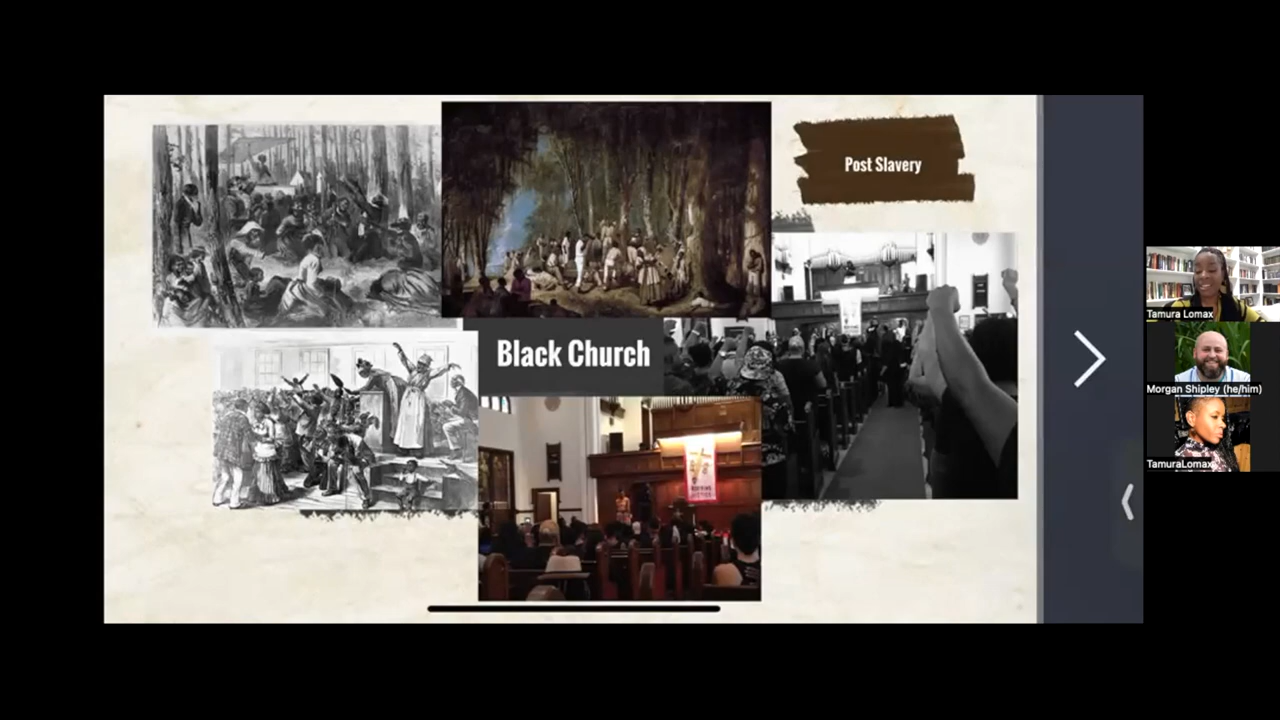 Post Slavery
Black Church
Tamura Lomax
Morgan Shipley (he/him)
TamuraLomax